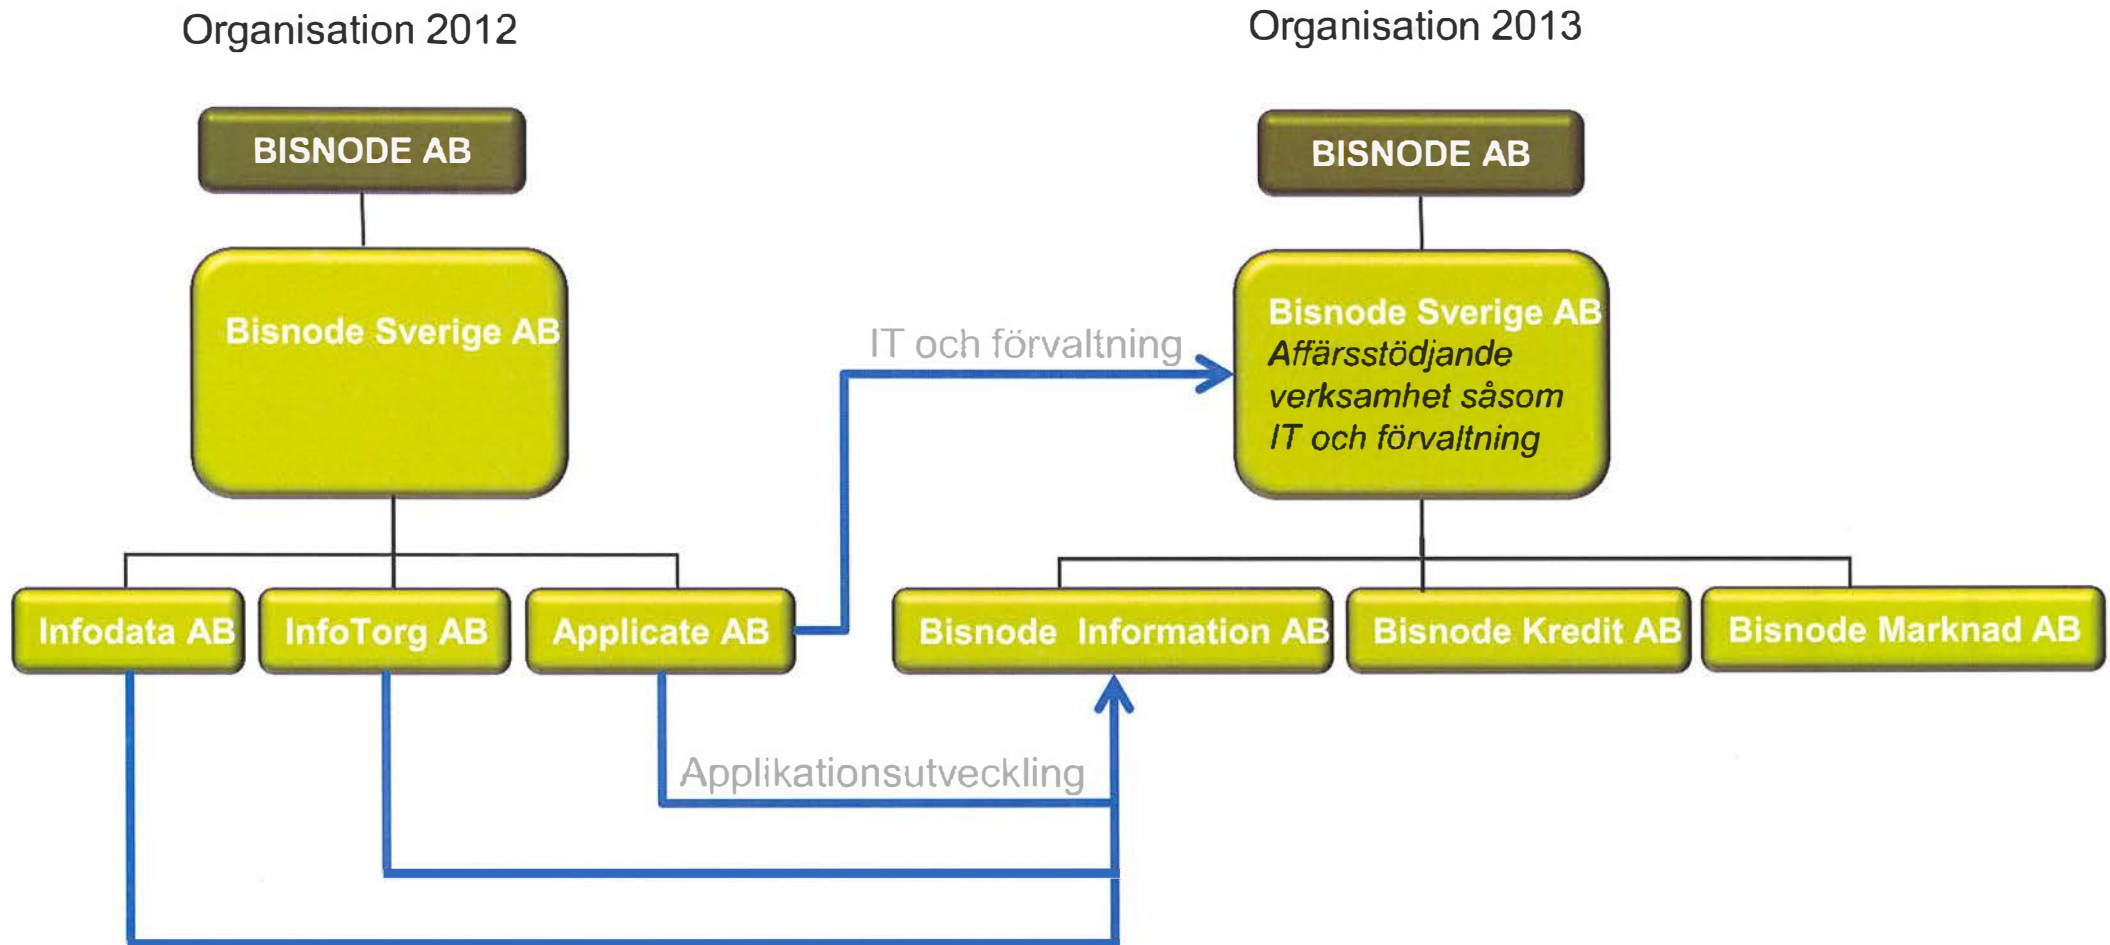 Organisation 2012
Organisation 2013
BISNODE AB
BISNODE AB
Bisnode Sverige AB
IT och förvaltning
Bisnode Sverige AB
Affärsstödjande
verksamhet såsom
IT och förvaltning
Infodata AB
InfoTorg AB
Applicate AB
Bisnode Information AB
Bisnode Kredit AB
Bisnode Marknad AB
Applikationsutveckling